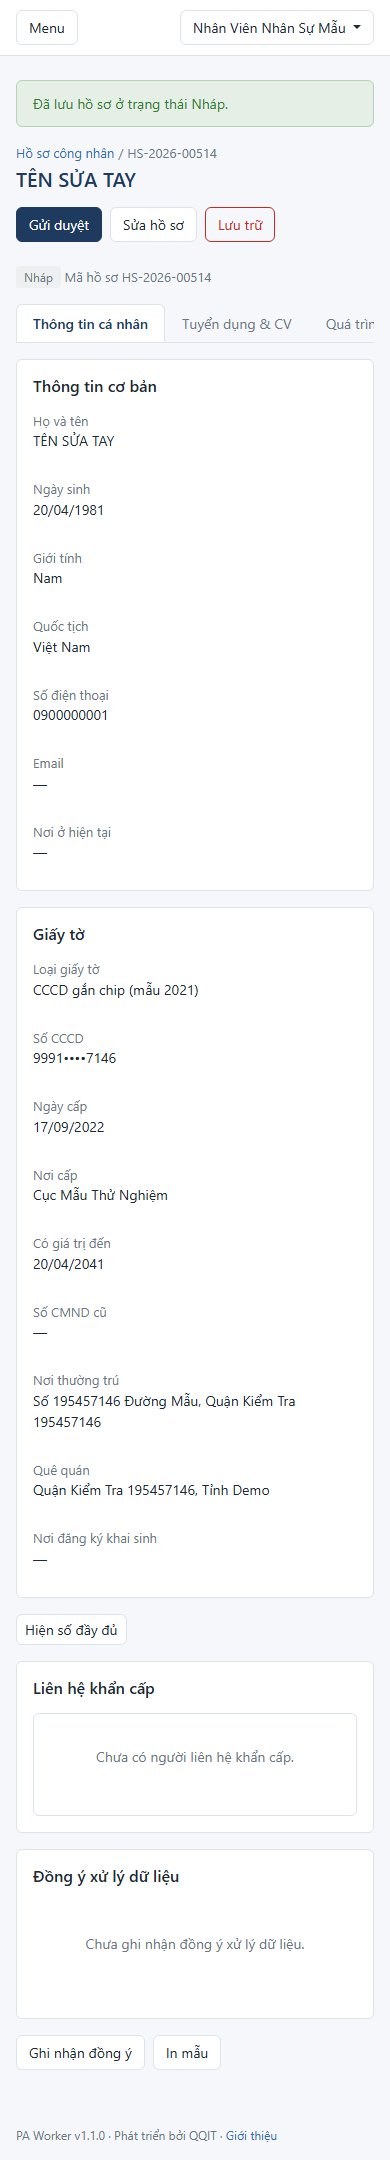 Menu
Nhân Viên Nhân Sự Mẫu
Đã lưu hồ sơ ở trạng thái Nháp.
Hồ sơ công nhân / HS-2026-00514
TÊN SỬA TAY
Gửi duyệt
Sửa hồ sơ
Lưu trữ
Nháp Mã hồ sơ HS-2026-00514
Thông tin cá nhân
Tuyển dụng & CV
Quá trìn
Thông tin cơ bản
Họ và tên
TÊN SỬA TAY
Ngày sinh
20/04/1981
Giới tính
Nam
Quốc tịch
Việt Nam
Số điện thoại
0900000001
Email
—
Nơi ở hiện tại
—
Giấy tờ
Loại giấy tờ
CCCD gắn chip (mẫu 2021)
Số CCCD
9991••••7146
Ngày cấp
17/09/2022
Nơi cấp
Cục Mẫu Thử Nghiệm
Có giá trị đến
20/04/2041
Số CMND cũ
—
Nơi thường trú
Số 195457146 Đường Mẫu, Quận Kiểm Tra
195457146
Quê quán
Quận Kiểm Tra 195457146, Tỉnh Demo
Nơi đăng ký khai sinh
—
Hiện số đầy đủ
Liên hệ khẩn cấp
Chưa có người liên hệ khẩn cấp.
Đồng ý xử lý dữ liệu
Chưa ghi nhận đồng ý xử lý dữ liệu.
Ghi nhận đồng ý
In mẫu
PA Worker v1.1.0 · Phát triển bởi QQIT · Giới thiệu